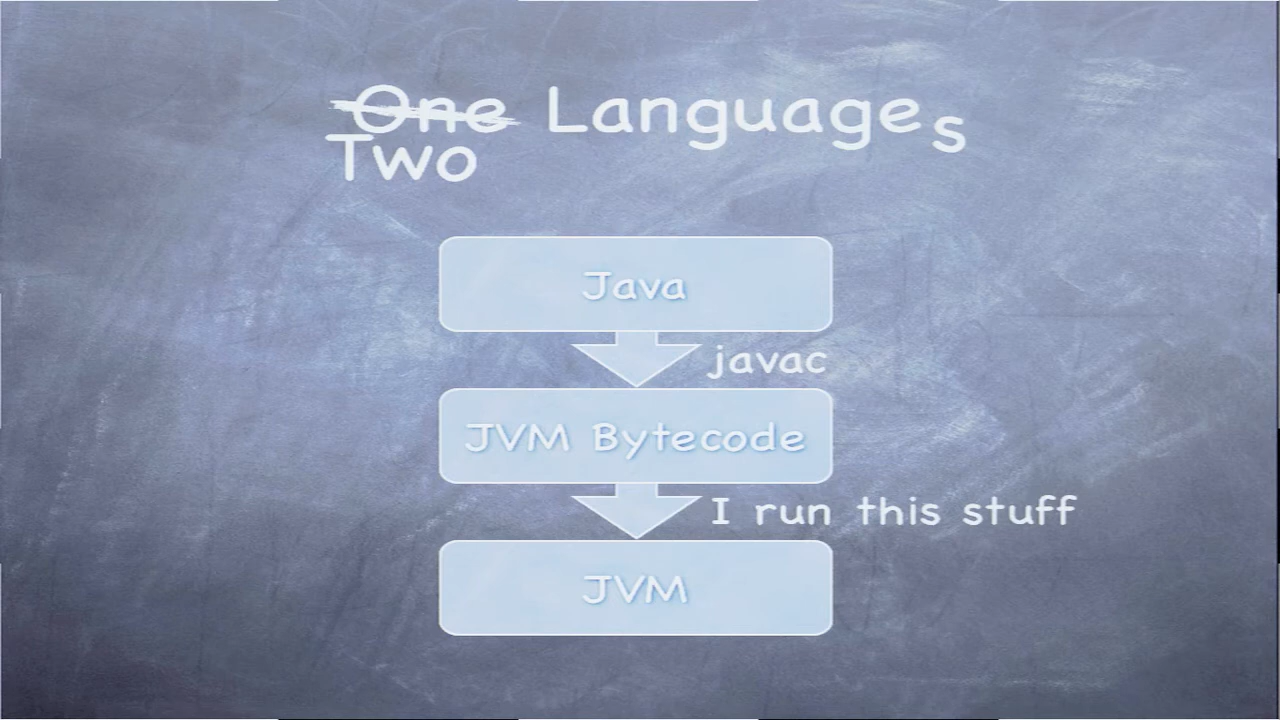 One Languages
Two
Java
javac
JVM Bytecode
I run this stuff
JVM